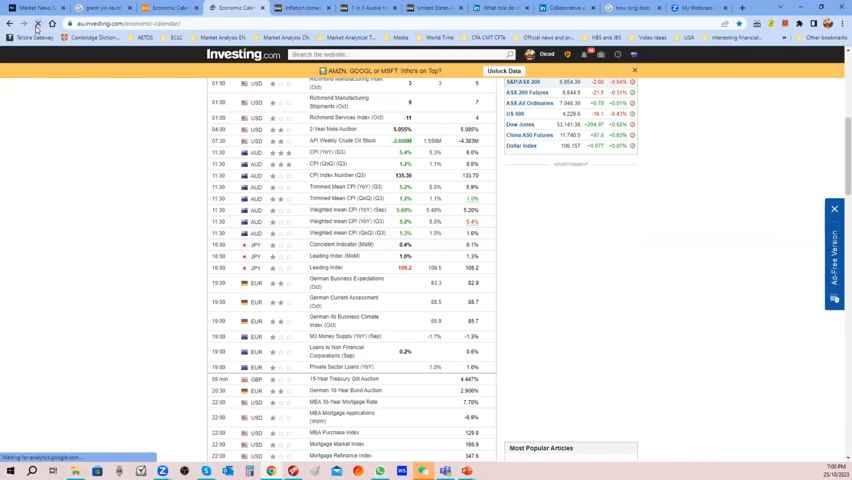 Market News
glenn yin reute
Economic Cale
Economic Cale
inflation come
1 in 3 Aussie h
United States P
What role do
Collaborative
how long does
My Webinars -
au.investing.com/economic-calendar/
Telstra Gateway
Cambridge Diction...
AETOS
EC
Market Analysis EN
Market Analysis CN
Market Analytical T...
Media
World Time
CFA CMT CFTe
Official news and p...
HBS and JBS
Video Ideas
USA
Interesting financial...
Other bookmarks
Investing.com
Search the website...
Diced
AMZN, GOOGL or MSFT: Who's on Top?
Unlock Data
01:00 USD Richmond Manufacturing Index (Oct) 3 3 5
01:00 USD Richmond Manufacturing Shipments (Oct) 9 7
01:00 USD Richmond Services Index (Oct) -11 4
04:00 USD 2-Year Note Auction 5.055% 5.085%
07:30 USD API Weekly Crude Oil Stock -2.668M 1.550M -4.383M
11:30 AUD CPI (YoY) (Q3) 5.4% 5.3% 6.0%
11:30 AUD CPI (QoQ) (Q3) 1.2% 1.1% 0.8%
11:30 AUD CPI Index Number (Q3) 135.30 133.70
11:30 AUD Trimmed Mean CPI (YoY) (Q3) 5.2% 5.0% 5.9%
11:30 AUD Trimmed Mean CPI (QoQ) (Q3) 1.2% 1.1% 1.0%
11:30 AUD Weighted mean CPI (YoY) (Sep) 5.60% 5.40% 5.20%
11:30 AUD Weighted mean CPI (YoY) (Q3) 5.2% 5.0% 5.4%
11:30 AUD Weighted mean CPI (QoQ) (Q3) 1.3% 1.0% 1.0%
16:00 JPY Coincident Indicator (MoM) 0.4% 0.1%
16:00 JPY Leading Index (MoM) 1.0% 1.3%
16:00 JPY Leading Index 109.2 109.5 108.2
19:00 EUR German Business Expectations (Oct) 83.3 82.9
19:00 EUR German Current Assessment (Oct) 88.5 88.7
19:00 EUR German Ifo Business Climate Index (Oct) 85.9 85.7
19:00 EUR M3 Money Supply (YoY) (Sep) -1.7% -1.3%
19:00 EUR Loans to Non Financial Corporations (Sep) 0.2% 0.6%
19:00 EUR Private Sector Loans (YoY) 1.0% 1.0%
59 min GBP 15-Year Treasury Gilt Auction 4.447%
20:30 EUR German 10-Year Bund Auction 2.900%
22:00 USD MBA 30-Year Mortgage Rate 7.70%
22:00 USD MBA Mortgage Applications (WoW) -6.9%
22:00 USD MBA Purchase Index 129.8
22:00 USD Mortgage Market Index 166.9
22:00 USD Mortgage Refinance Index 347.6
S&P/ASX 200 6,854.30 -2.60 -0.04%
ASX 200 Futures 6,844.5 -21.5 -0.31%
ASX All Ordinaries 7,046.30 +0.70 +0.01%
US 500 4,229.6 -18.1 -0.43%
Dow Jones 33,141.38 +204.97 +0.62%
China A50 Futures 11,740.0 +97.0 +0.83%
Dollar Index 106.157 +0.077 +0.07%
ADVERTISEMENT
Most Popular Articles
Ad-Free Version
Waiting for analytics.google.com...
7:00 PM
25/10/2023